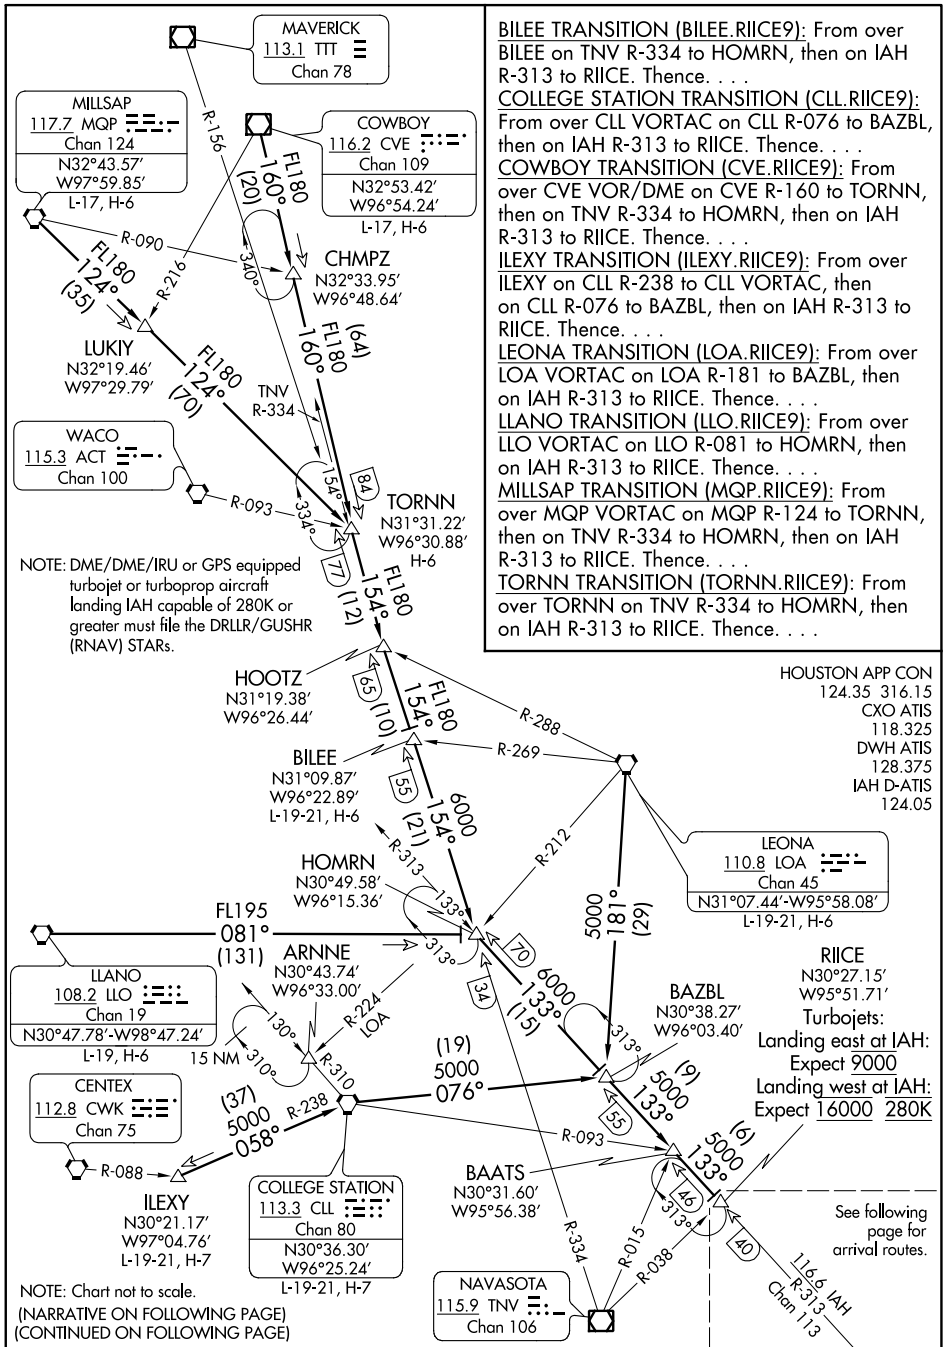 MAVERICK
113.1 TTT
Chan 78
MILLSAP
117.7 MQP
Chan 124
N32°43.57′
W97°59.85′
L-17, H-6
COWBOY
116.2 CVE
Chan 109
N32°53.42′
W96°54.24′
L-17, H-6
R-156
FL180
160°
(20)
R-090
R-216
340°
CHMPZ
N32°33.95′
W96°48.64′
FL180
124°
(35)
LUKIY
N32°19.46′
W97°29.79′
FL180
124°
(70)
(64)
FL180
160°
TNV
R-334
WACO
115.3 ACT
Chan 100
R-093
154°
334°
84
77
TORNN
N31°31.22′
W96°30.88′
H-6
NOTE: DME/DME/IRU or GPS equipped
turbojet or turboprop aircraft
landing IAH capable of 280K or
greater must file the DRLLR/GUSHR
(RNAV) STARs.
FL180
154°
(12)
HOOTZ
N31°19.38′
W96°26.44′
65
FL180
154°
(10)
BILEE
N31°09.87′
W96°22.89′
L-19-21, H-6
55
6000
154°
(21)
R-288
R-269
R-212
BILEE TRANSITION (BILEE.RIICE9): From over
BILEE on TNV R-334 to HOMRN, then on IAH
R-313 to RIICE. Thence. . . .
COLLEGE STATION TRANSITION (CLL.RIICE9):
From over CLL VORTAC on CLL R-076 to BAZBL,
then on IAH R-313 to RIICE. Thence. . . .
COWBOY TRANSITION (CVE.RIICE9): From
over CVE VOR/DME on CVE R-160 to TORNN,
then on TNV R-334 to HOMRN, then on IAH
R-313 to RIICE. Thence. . . .
ILEXY TRANSITION (ILEXY.RIICE9): From over
ILEXY on CLL R-238 to CLL VORTAC, then
on CLL R-076 to BAZBL, then on IAH R-313 to
RIICE. Thence. . . .
LEONA TRANSITION (LOA.RIICE9): From over
LOA VORTAC on LOA R-181 to BAZBL, then
on IAH R-313 to RIICE. Thence. . . .
LLANO TRANSITION (LLO.RIICE9): From over
LLO VORTAC on LLO R-081 to HOMRN, then
on IAH R-313 to RIICE. Thence. . . .
MILLSAP TRANSITION (MQP.RIICE9): From
over MQP VORTAC on MQP R-124 to TORNN,
then on TNV R-334 to HOMRN, then on IAH
R-313 to RIICE. Thence. . . .
TORNN TRANSITION (TORNN.RIICE9): From
over TORNN on TNV R-334 to HOMRN, then
on IAH R-313 to RIICE. Thence. . . .
HOUSTON APP CON
124.35 316.15
CXO ATIS
118.325
DWH ATIS
128.375
IAH D-ATIS
124.05
LEONA
110.8 LOA
Chan 45
N31°07.44′-W95°58.08′
L-19-21, H-6
5000
181°
(29)
HOMRN
N30°49.58′
W96°15.36′
R-313
133°
313°
70
34
FL195
081°
(131)
LLANO
108.2 LLO
Chan 19
N30°47.78′-W98°47.24′
L-19, H-6
ARNNE
N30°43.74′
W96°33.00′
R-224
LOA
130°
310°
15 NM
R-310
6000
133°
(15)
313°
BAZBL
N30°38.27′
W96°03.40′
RIICE
N30°27.15′
W95°51.71′
Turbojets:
Landing east at IAH:
Expect 9000
Landing west at IAH:
Expect 16000 280K
CENTEX
112.8 CWK
Chan 75
R-088
(37)
5000
058°
R-238
ILEXY
N30°21.17′
W97°04.76′
L-19-21, H-7
COLLEGE STATION
113.3 CLL
Chan 80
N30°36.30′
W96°25.24′
L-19-21, H-7
(19)
5000
076°
R-093
55
(9)
5000
133°
BAATS
N30°31.60′
W95°56.38′
(6)
5000
133°
46
313°
40
R-334
R-015
R-038
116.6 IAH
R-313
Chan 113
See following
page for
arrival routes.
NAVASOTA
115.9 TNV
Chan 106
NOTE: Chart not to scale.
(NARRATIVE ON FOLLOWING PAGE)
(CONTINUED ON FOLLOWING PAGE)